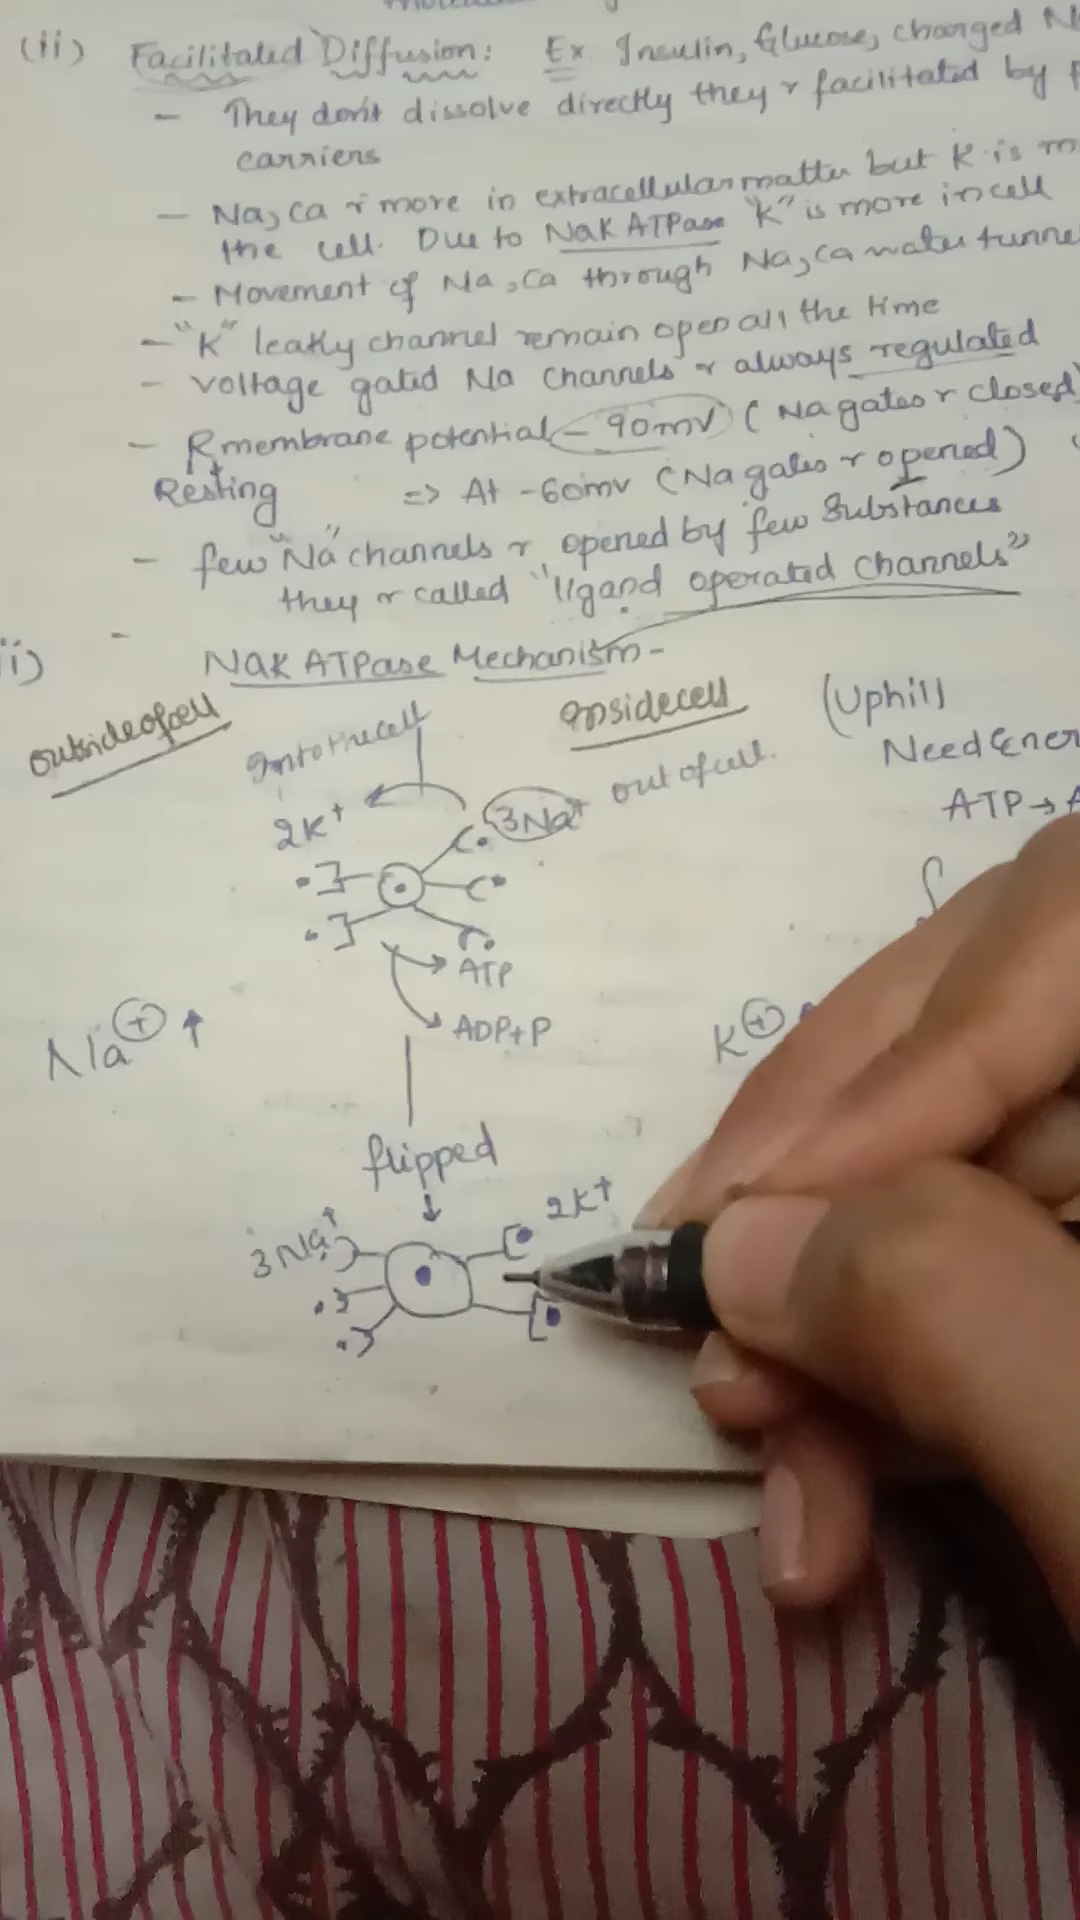 (ii) Facilitated Diffusion: Ex Insulin, Glucose, charged
- They don't dissolve directly they r facilitated by
carriers
- Na, Ca r more in extracellular matter but K is
the cell. Due to NaK ATPase "K" is more in cell
- Movement of Na, Ca through Na, Ca water
- "K" leaky channel remain open all the time
- voltage gated Na channels r always regulated
- Rmembrane potential - 90mV (Na gates r closed)
Resting => At -60mv (Na gates r opened)
- few "Na" channels r opened by few Substances
they r called "ligand operated channels"
NaK ATPase Mechanism-
outside of cell
Into the cell
Inside cell
out of cell.
(Uphill
Need
ATP →
2K+
3Na+
ATP
ADP+P
Na+ ↑
K+
flipped
3Na+
2K+